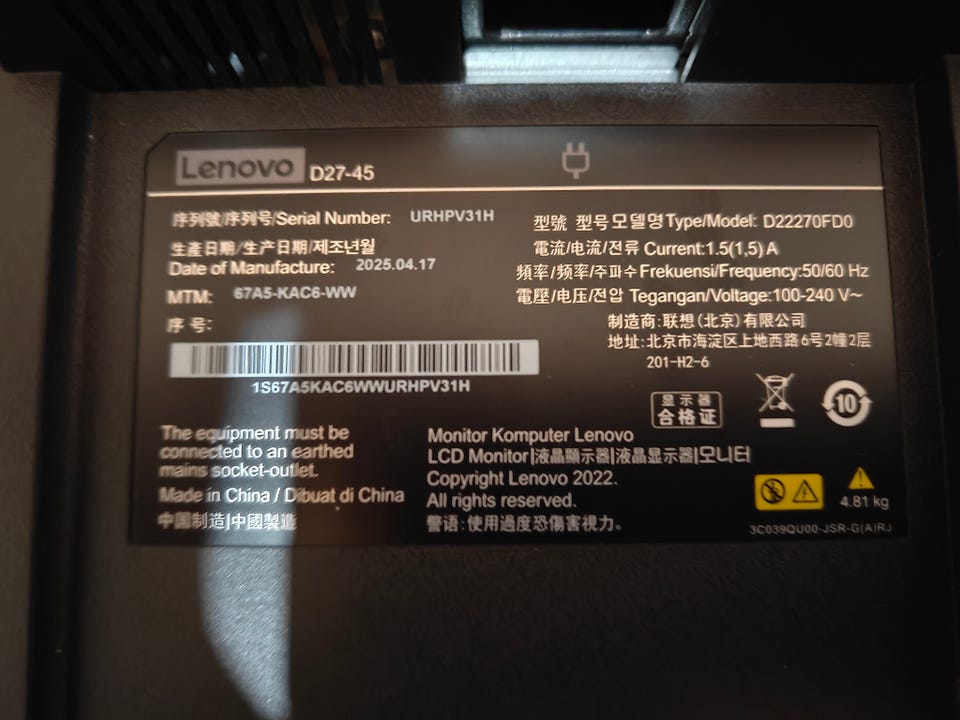 Lenovo D27-45
序列號/序列号/Serial Number: URHPV31H
生產日期/生产日期/제조년월
Date of Manufacture: 2025.04.17
MTM: 67A5-KAC6-WW
序 号:
1S67A5KAC6WWURHPV31H
型號 型号 모델명 Type/Model: D22270FD0
電流/电流/전류 Current:1.5(1,5) A
頻率/频率/주파수 Frekuensi/Frequency:50/60 Hz
電壓/电压/전압 Tegangan/Voltage:100-240 V~
制造商:联想(北京)有限公司
地址:北京市海淀区上地西路6号2幢2层
201-H2-6
显示器
合格证
10
The equipment must be
connected to an earthed
mains socket-outlet.
Made in China / Dibuat di China
中国制造|中國製造
Monitor Komputer Lenovo
LCD Monitor|液晶顯示器|液晶显示器|모니터
Copyright Lenovo 2022.
All rights reserved.
警语:使用過度恐傷害視力。
4.81 kg
3C039QU00-JSR-G(A)RJ